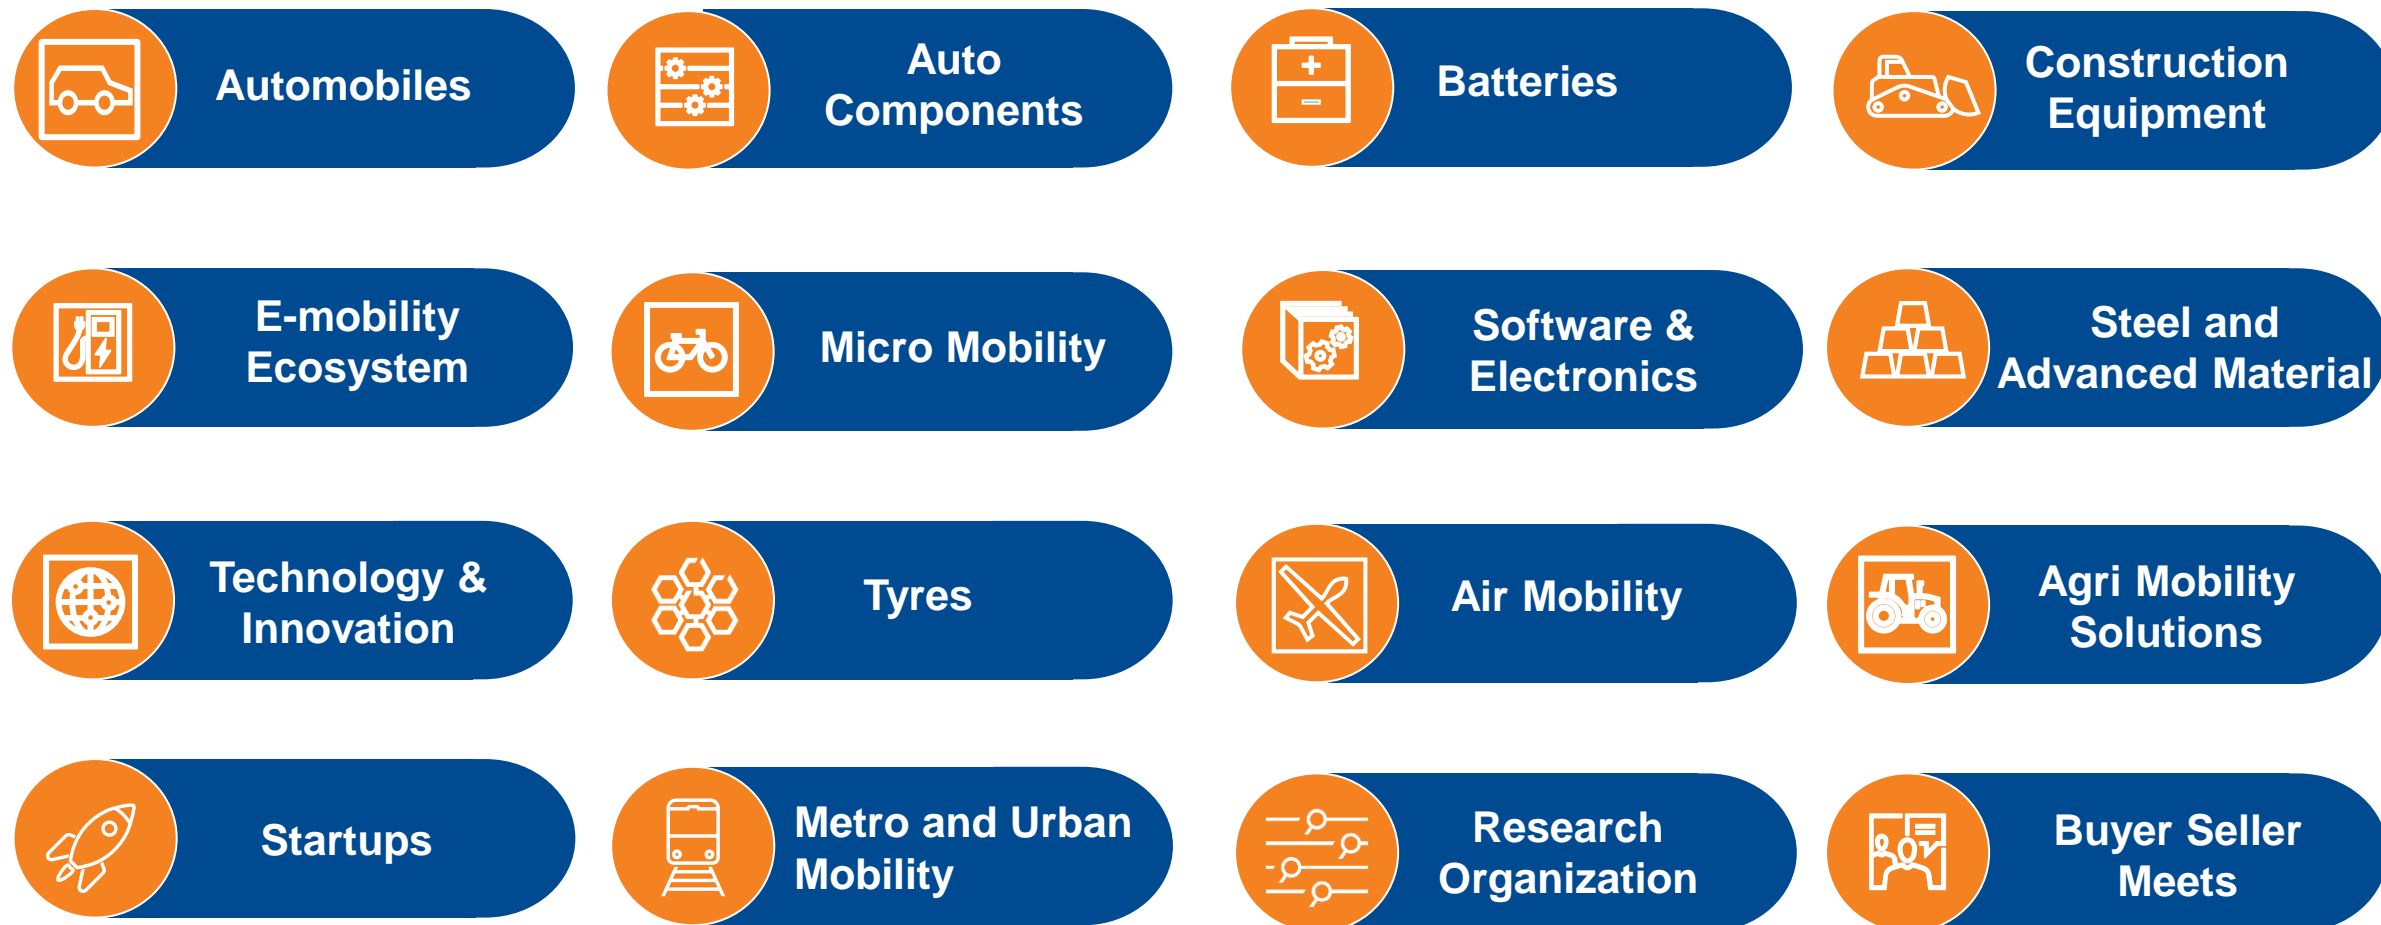 Automobiles
Auto
Components
Batteries
Construction
Equipment
E-mobility
Ecosystem
Micro Mobility
Software &
Electronics
Steel and
Advanced Material
Technology &
Innovation
Tyres
Air Mobility
Agri Mobility
Solutions
Startups
Metro and Urban
Mobility
Research
Organization
Buyer Seller
Meets